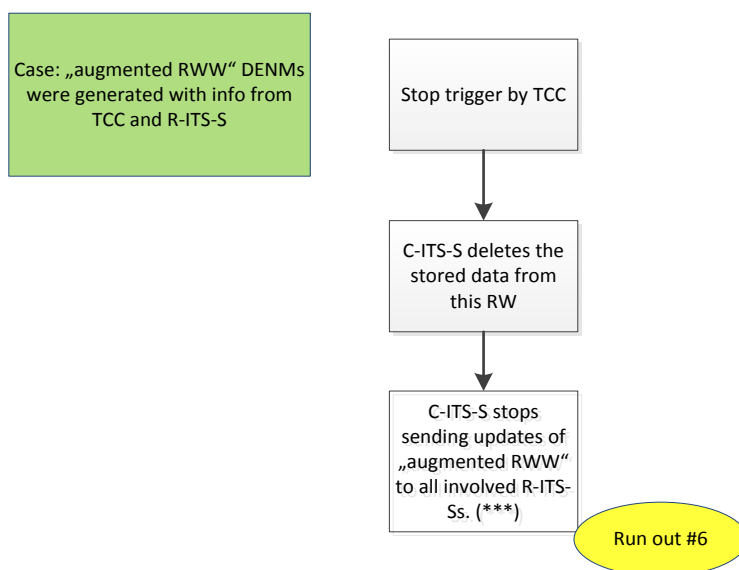 Case: „augmented RWW“ DENMs
were generated with info from
TCC and R-ITS-S
Stop trigger by TCC
C-ITS-S deletes the
stored data from
this RW
C-ITS-S stops
sending updates of
„augmented RWW“
to all involved R-ITS-
Ss. (***)
Run out #6